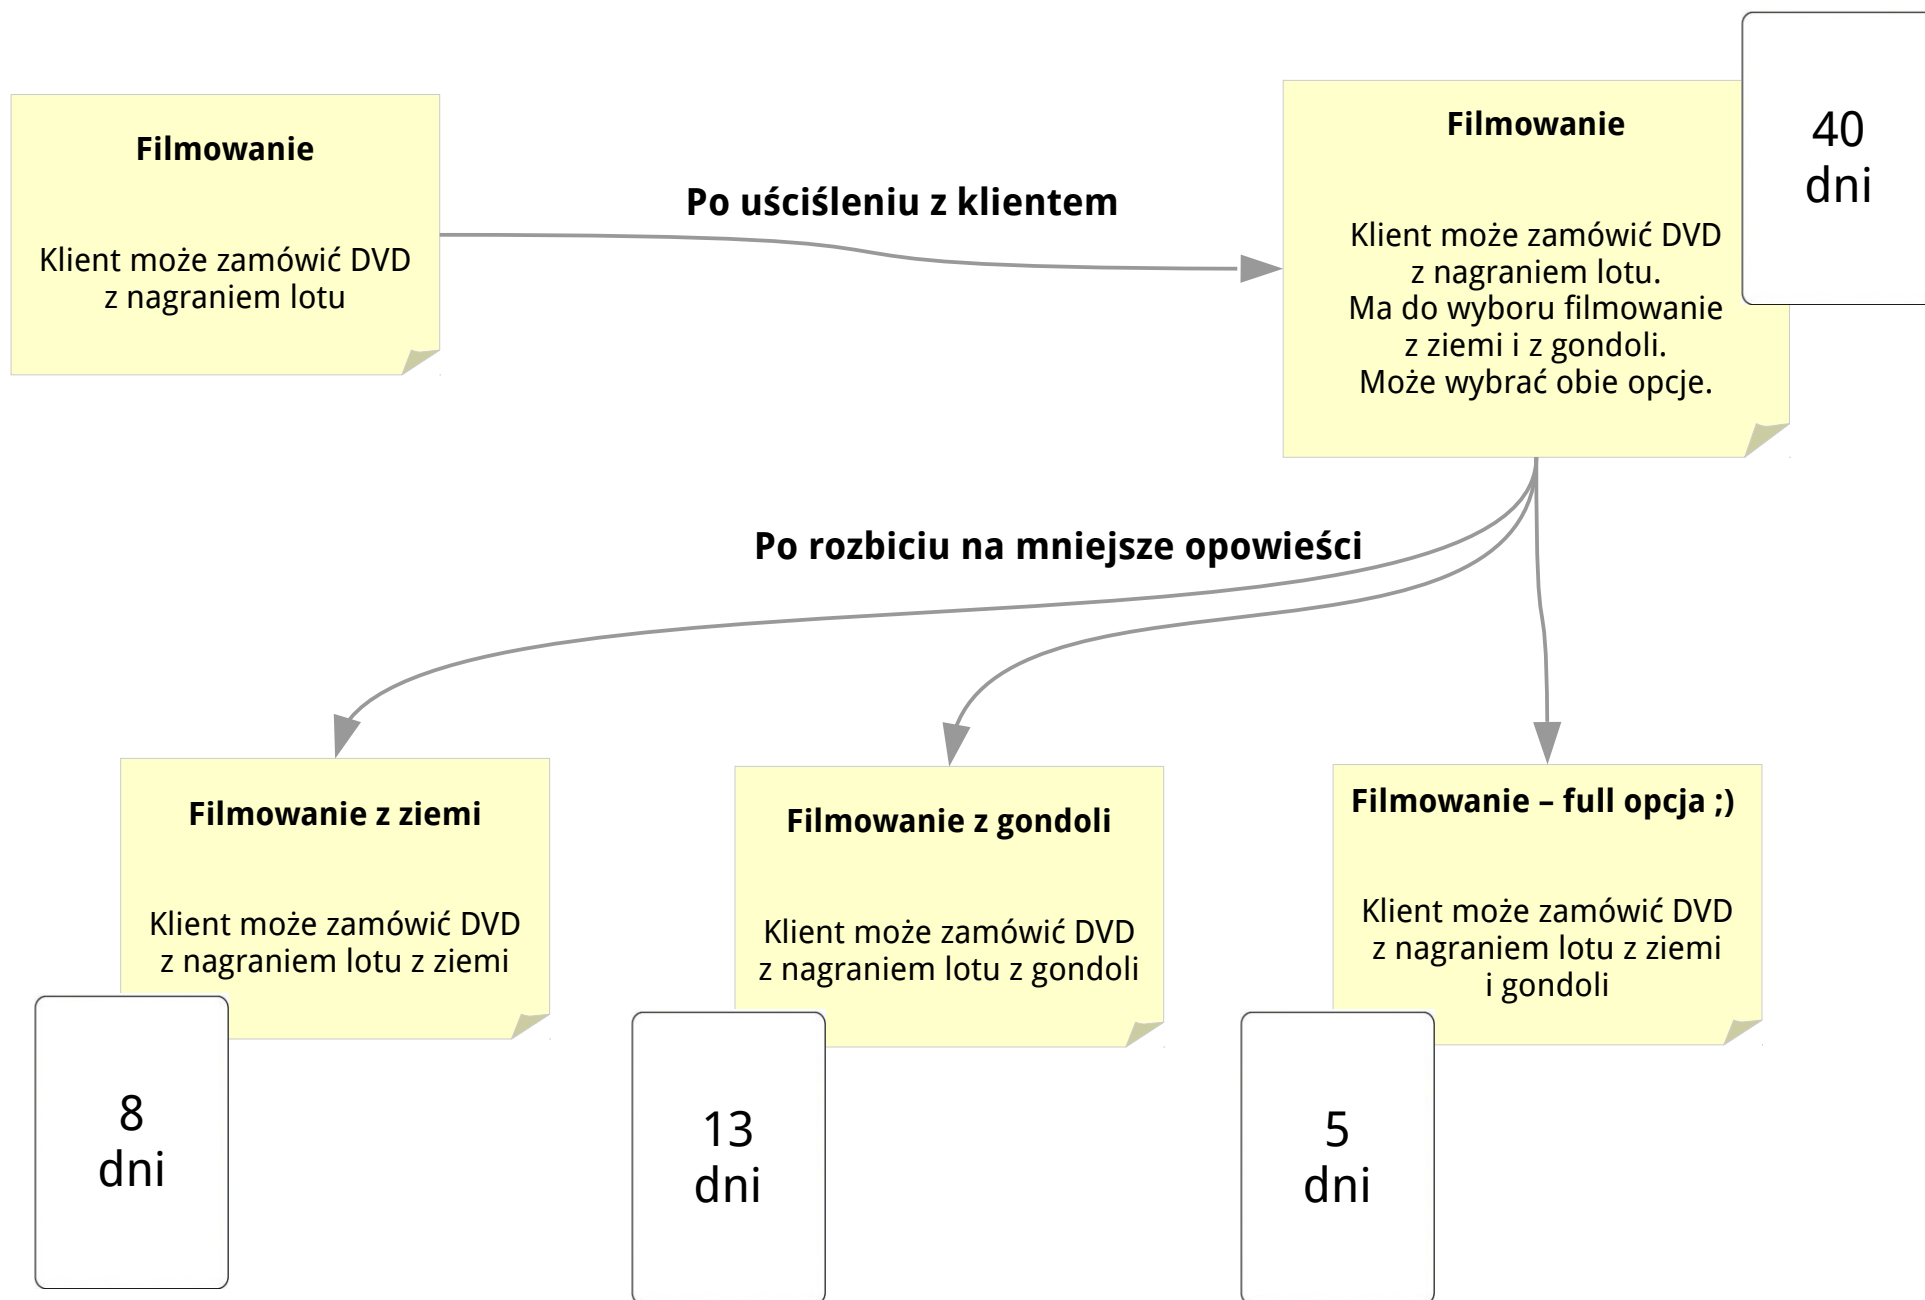 Filmowanie
Klient może zamówić DVD
z nagraniem lotu
Po uściśleniu z klientem
Filmowanie
Klient może zamówić DVD
z nagraniem lotu.
Ma do wyboru filmowanie
z ziemi i z gondoli.
Może wybrać obie opcje.
40
dni
Po rozbiciu na mniejsze opowieści
Filmowanie z ziemi
Klient może zamówić DVD
z nagraniem lotu z ziemi
8
dni
Filmowanie z gondoli
Klient może zamówić DVD
z nagraniem lotu z gondoli
13
dni
Filmowanie – full opcja ;)
Klient może zamówić DVD
z nagraniem lotu z ziemi
i gondoli
5
dni